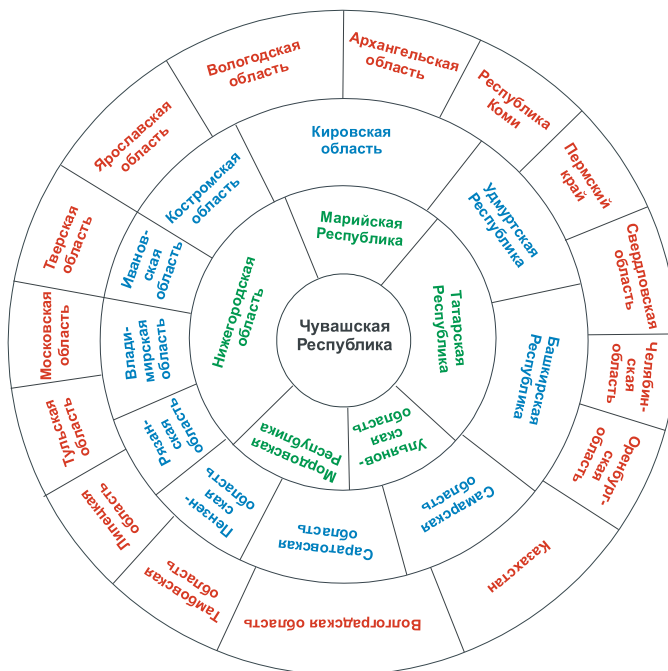 Чувашская
Республика
Марийская
Республика
Татарская
Республика
Ульянов-
ская
область
Мордовская
Республика
Нижегородская
область
Кировская
область
Удмуртская
Республика
Башкирская
Республика
Самарская
область
Саратовская
область
Пензен-
ская
область
Рязан-
ская
область
Влади-
мирская
область
Иванов-
ская
область
Костромская
область
Архангельская
область
Республика
Коми
Пермский
край
Свердловская
область
Челябин-
ская
область
Оренбург-
ская
область
Казахстан
Волгоградская область
Тамбовская
область
Липецкая
область
Тульская
область
Московская
область
Тверская
область
Ярославская
область
Вологодская
область